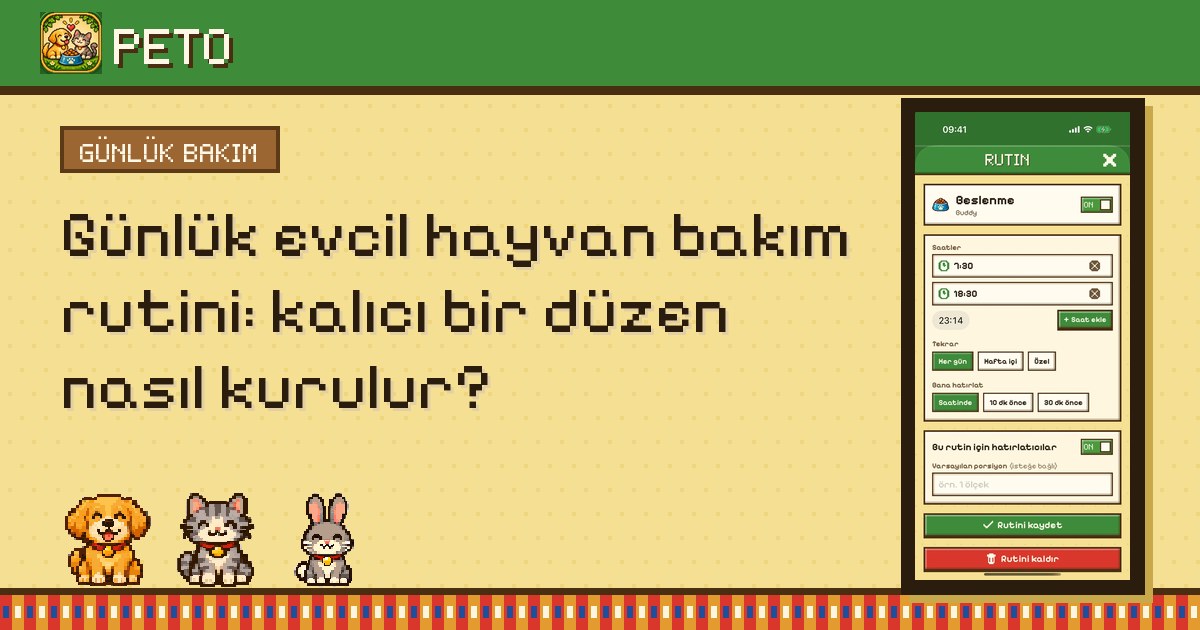 PETO
GÜNLÜK BAKIM
Günlük evcil hayvan bakım
rutini: kalıcı bir düzen
nasıl kurulur?
09:41
RUTIN
Beslenme
ON
Buddy
Saatler
7:30
18:30
23:14
+ Saat ekle
Tekrar
Her gün
Hafta içi
Özel
Bana hatırlat
Saatinde
10 dk önce
30 dk önce
Bu rutin için hatırlatıcılar
ON
Varsayılan porsiyon (isteğe bağlı)
örn. 1 ölçek
Rutini kaydet
Rutini kaldır